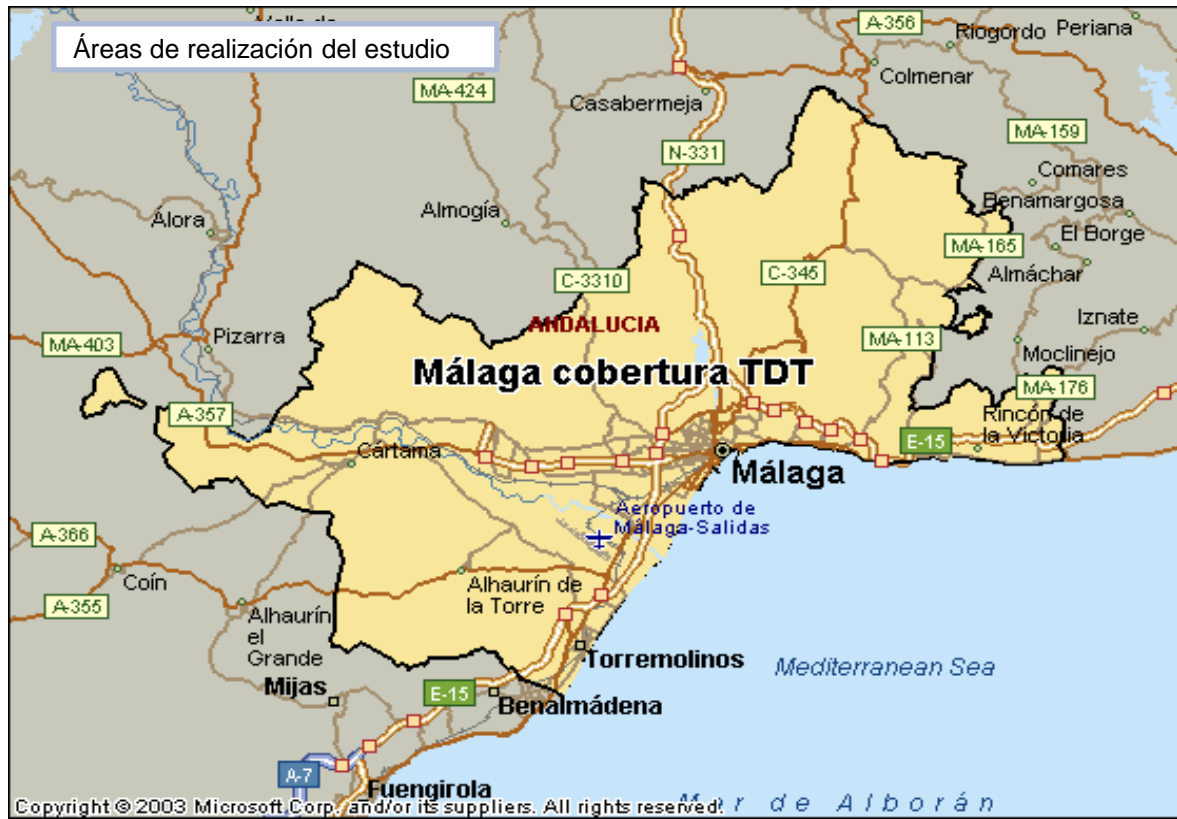 Áreas de realización del estudio
A-356
Riogordo
Periana
Colmenar
MA-424
Casabermeja
MA-159
N-331
Comares
Benamargosa
Almogía
Álora
El Borge
MA-165
Almáchar
C-3310
C-345
ANDALUCIA
Iznate
Pizarra
MA-403
MA-113
Moclinejo
Málaga cobertura TDT
MA-176
A-357
Rincón de
la Victoria
E-15
Cártama
Málaga
Aeropuerto de
Málaga-Salidas
A-366
Coín
Alhaurín de
la Torre
A-355
Alhaurín
el
Grande
Torremolinos
Mediterranean Sea
Mijas
E-15
Benalmádena
A-7
Fuengirola
Mar de Alborán
Copyright © 2003 Microsoft Corp. and/or its suppliers. All rights reserved.